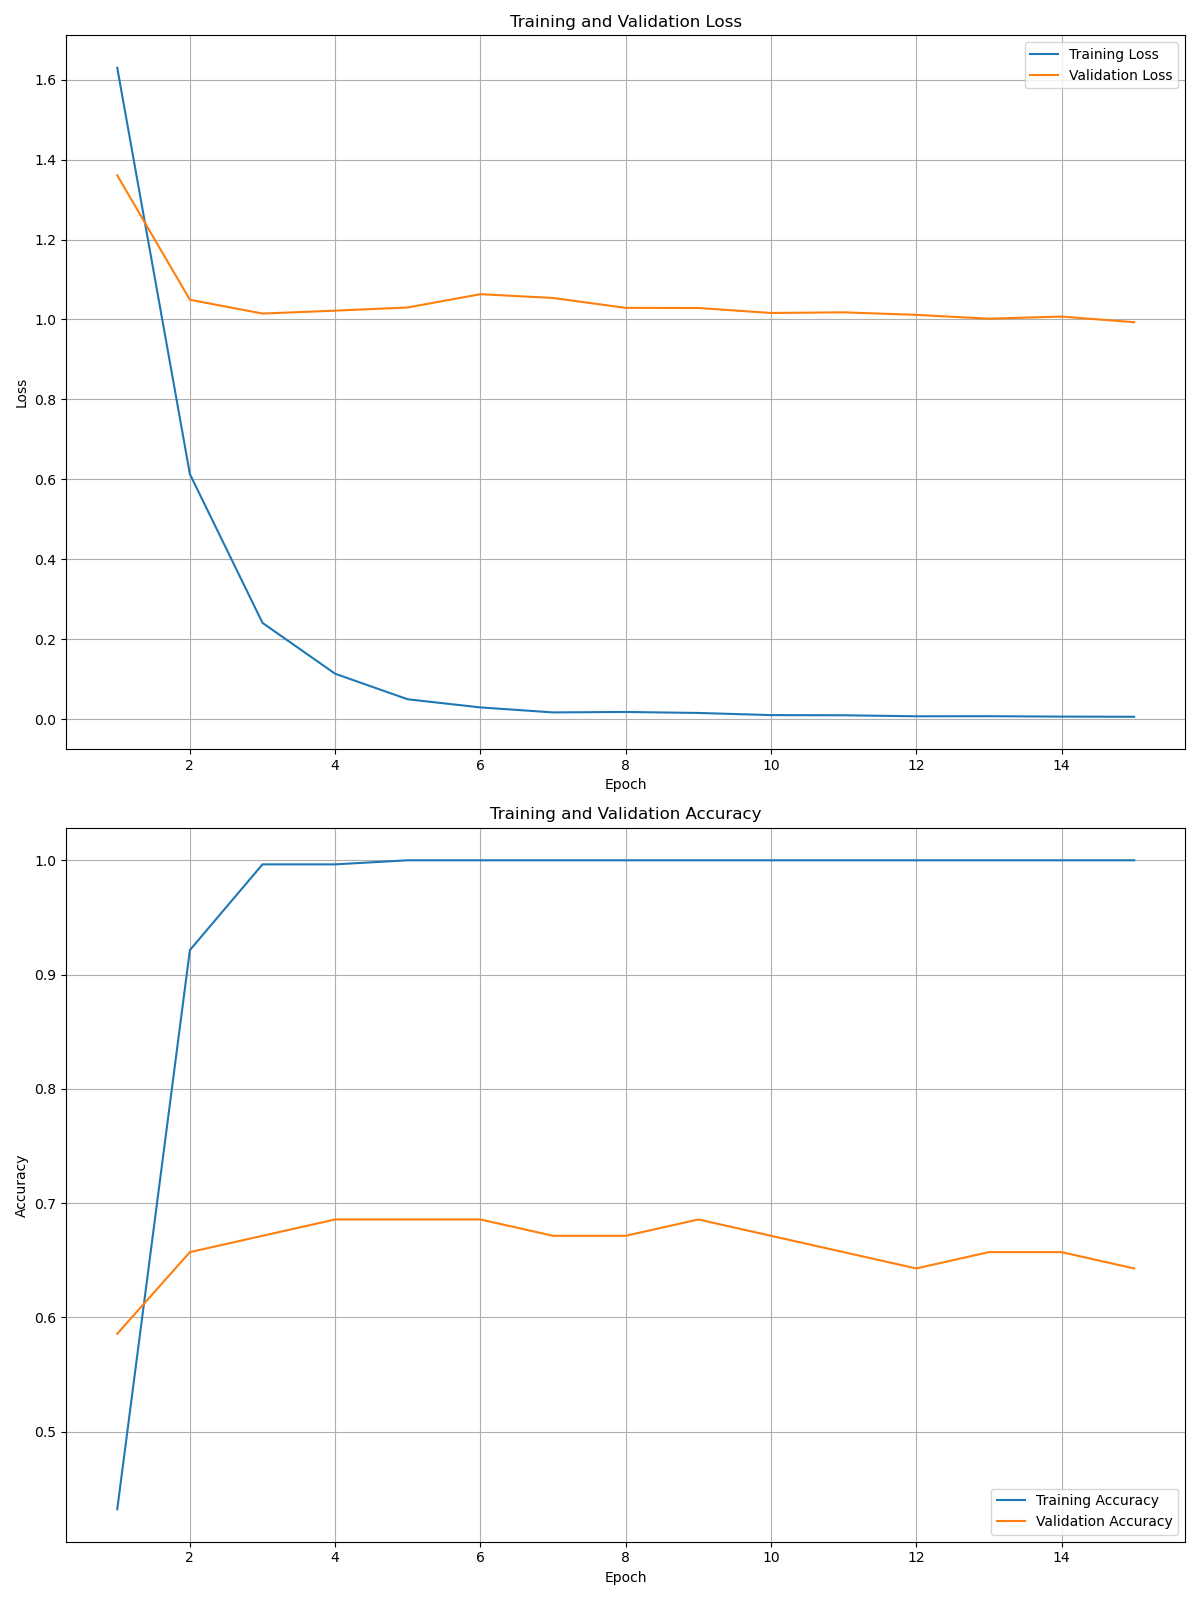 Training and Validation Loss
Training Loss
Validation Loss
1.6
1.4
1.2
1.0
0.8
0.6
0.4
0.2
0.0
Loss
2 4 6 8 10 12 14
Epoch
Training and Validation Accuracy
1.0
0.9
0.8
0.7
0.6
0.5
Accuracy
Training Accuracy
Validation Accuracy
2 4 6 8 10 12 14
Epoch